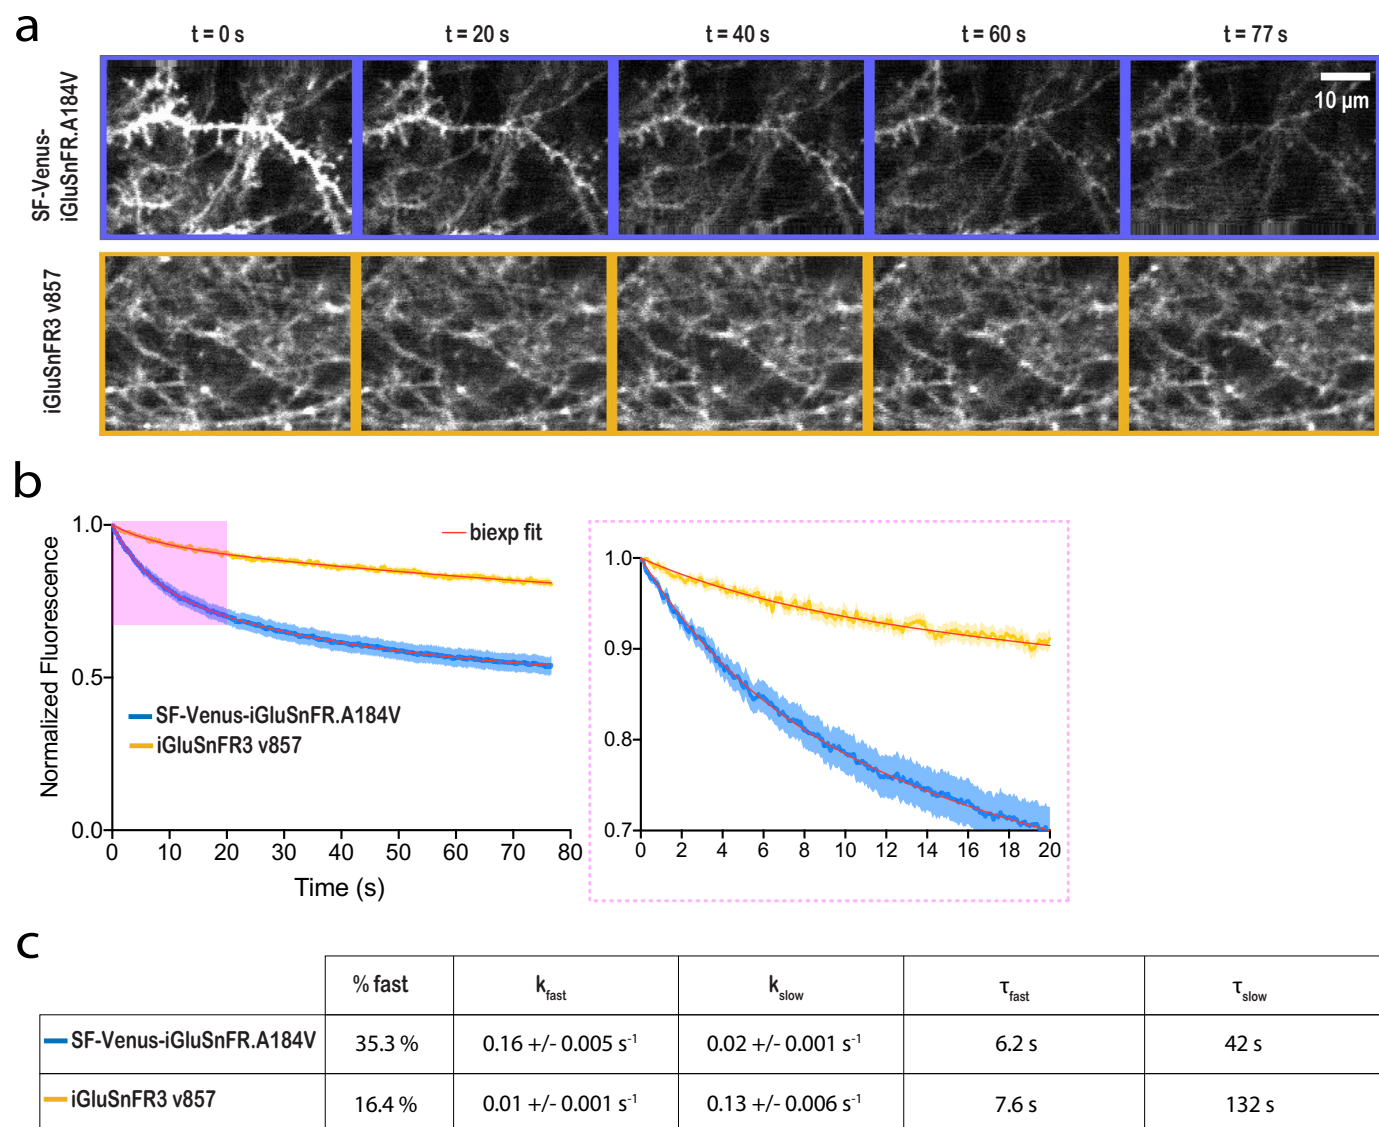 a
t = 0 s t = 20 s t = 40 s t = 60 s t = 77 s
SF-Venus-
iGluSnFR.A184V
10 µm
iGluSnFR3 v857
b
Normalized Fluorescence
1.0
0.5
0.0
0 10 20 30 40 50 60 70 80
Time (s)
biexp fit
SF-Venus-iGluSnFR.A184V
iGluSnFR3 v857
1.0
0.9
0.8
0.7
0 2 4 6 8 10 12 14 16 18 20
c
% fast k_fast k_slow τ_fast τ_slow
SF-Venus-iGluSnFR.A184V 35.3 % 0.16 +/- 0.005 s⁻¹ 0.02 +/- 0.001 s⁻¹ 6.2 s 42 s
iGluSnFR3 v857 16.4 % 0.01 +/- 0.001 s⁻¹ 0.13 +/- 0.006 s⁻¹ 7.6 s 132 s